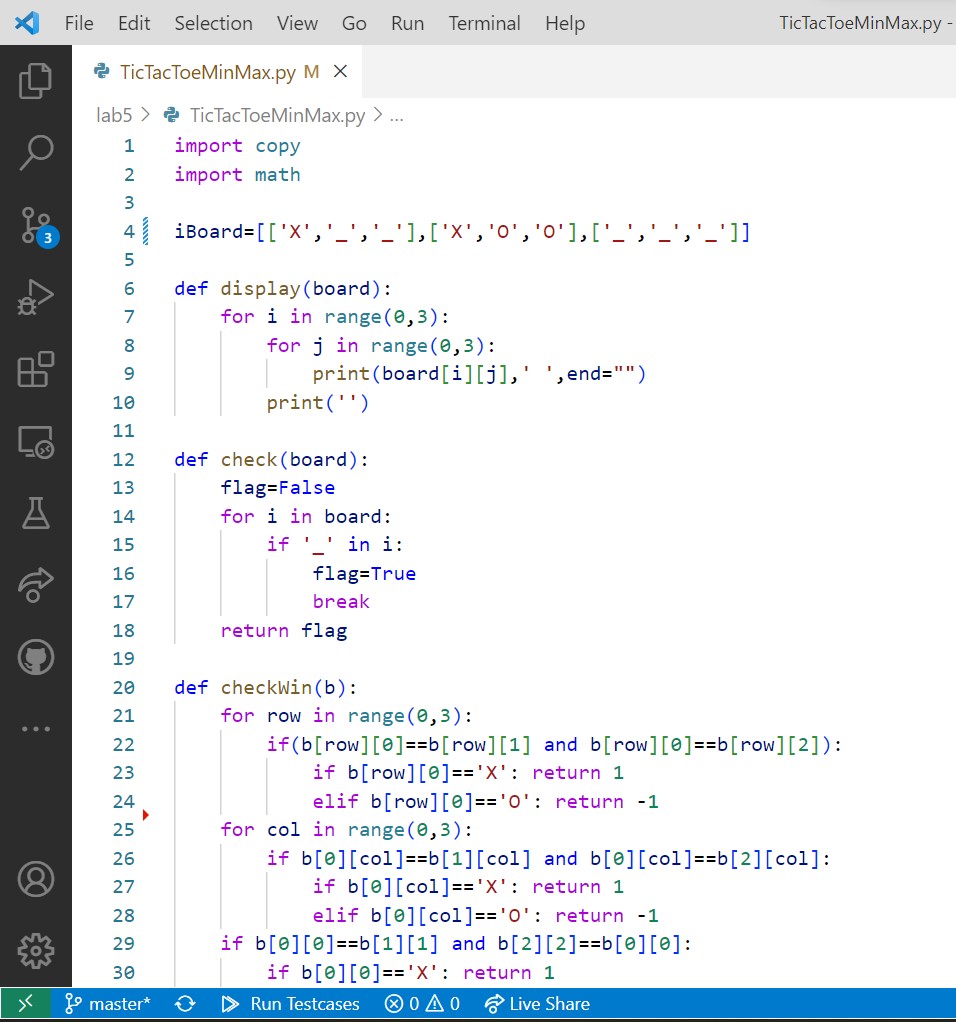 File Edit Selection View Go Run Terminal Help TicTacToeMinMax.py -
TicTacToeMinMax.py M
lab5 > TicTacToeMinMax.py > ...
1 import copy
2 import math
3
4 iBoard=[['X','_','_'],['X','O','O'],['_','_','_']]
5
6 def display(board):
7     for i in range(0,3):
8         for j in range(0,3):
9             print(board[i][j],' ',end="")
10         print('')
11
12 def check(board):
13     flag=False
14     for i in board:
15         if '_' in i:
16             flag=True
17             break
18     return flag
19
20 def checkWin(b):
21     for row in range(0,3):
22         if(b[row][0]==b[row][1] and b[row][0]==b[row][2]):
23             if b[row][0]=='X': return 1
24             elif b[row][0]=='O': return -1
25     for col in range(0,3):
26         if b[0][col]==b[1][col] and b[0][col]==b[2][col]:
27             if b[0][col]=='X': return 1
28             elif b[0][col]=='O': return -1
29     if b[0][0]==b[1][1] and b[2][2]==b[0][0]:
30         if b[0][0]=='X': return 1
3
master* Run Testcases 0 0 Live Share